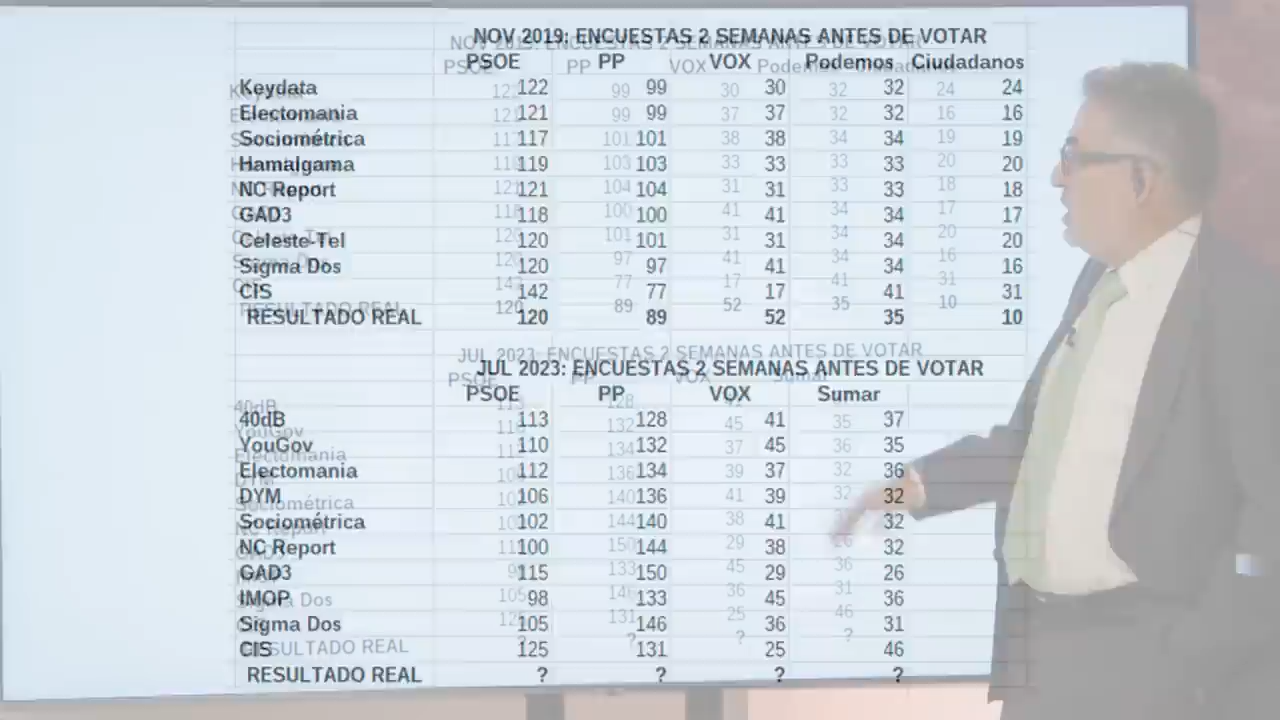 NOV 2019: ENCUESTAS 2 SEMANAS ANTES DE VOTAR
PSOE PP VOX Podemos Ciudadanos
Keydata 122 99 30 32 24
Electomania 121 99 37 32 16
Sociométrica 117 101 38 34 19
Hamalgama 119 103 33 33 20
NC Report 121 104 31 33 18
GAD3 118 100 41 34 17
Celeste-Tel 120 101 31 34 20
Sigma Dos 120 97 41 34 16
CIS 142 77 17 41 31
RESULTADO REAL 120 89 52 35 10
JUL 2023: ENCUESTAS 2 SEMANAS ANTES DE VOTAR
PSOE PP VOX Sumar
40dB 113 128 41 37
YouGov 110 132 45 35
Electomania 112 134 37 36
DYM 106 136 39 32
Sociométrica 102 140 41 32
NC Report 100 144 38 32
GAD3 115 150 29 26
IMOP 98 133 45 36
Sigma Dos 105 146 36 31
CIS 125 131 25 46
RESULTADO REAL ? ? ? ?